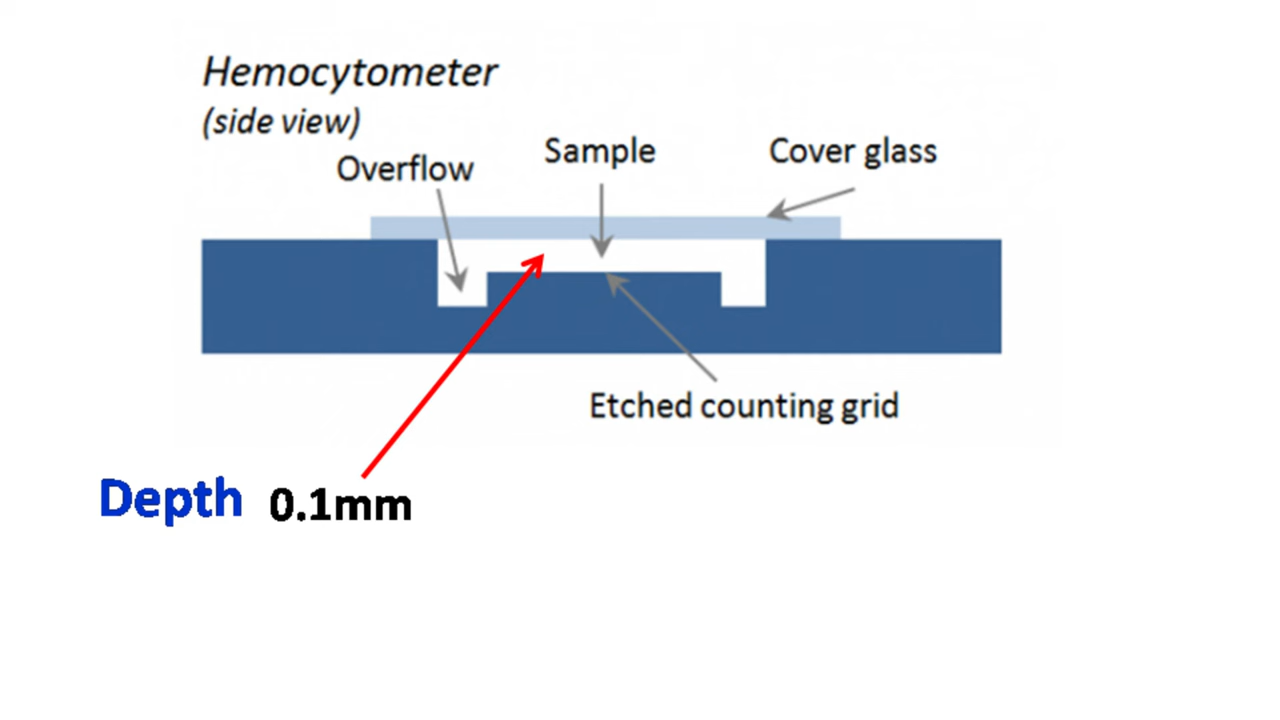 Hemocytometer
(side view)
Overflow
Sample
Cover glass
Etched counting grid
Depth 0.1mm